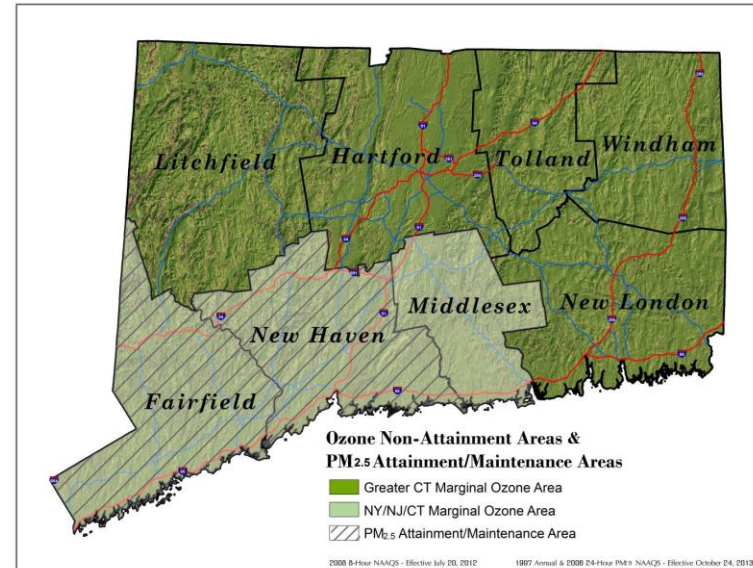 Litchfield
Hartford
Tolland
Windham
New Haven
Middlesex
New London
Fairfield
Ozone Non-Attainment Areas &
PM2.5 Attainment/Maintenance Areas
Greater CT Marginal Ozone Area
NY/NJ/CT Marginal Ozone Area
PM2.5 Attainment/Maintenance Area
2008 8-Hour NAAQS - Effective July 20, 2012
1997 Annual & 2006 24-Hour NAAQS - Effective October 24, 2013